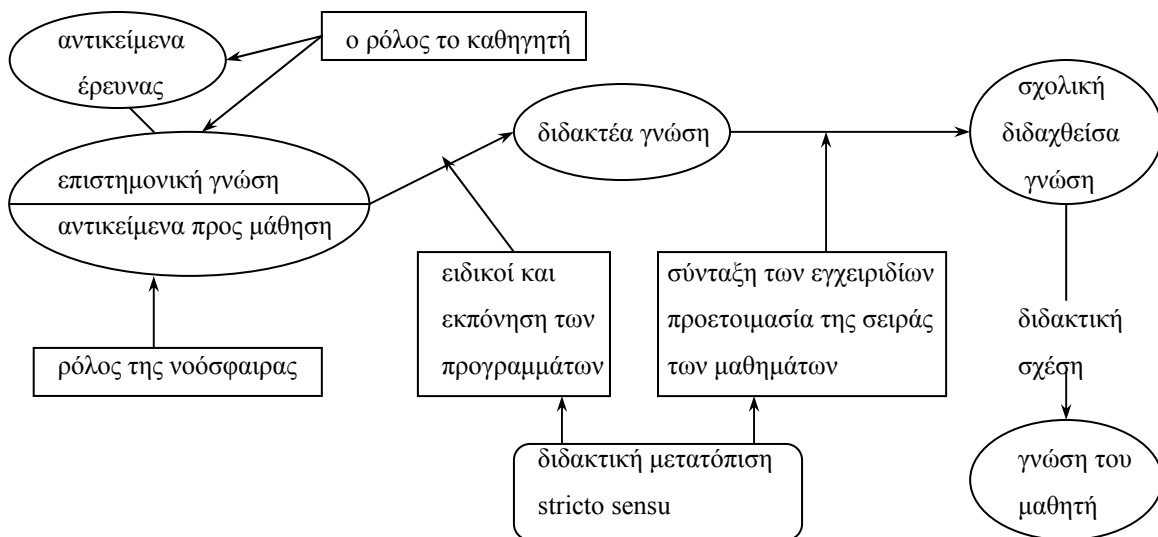 αντικείμενα
έρευνας
ο ρόλος το καθηγητή
επιστημονική γνώση
αντικείμενα προς μάθηση
ρόλος της νοόσφαιρας
διδακτέα γνώση
ειδικοί και
εκπόνηση των
προγραμμάτων
σύνταξη των εγχειριδίων
προετοιμασία της σειράς
των μαθημάτων
διδακτική μετατόπιση
stricto sensu
σχολική
διδαχθείσα
γνώση
διδακτική
σχέση
γνώση του
μαθητή